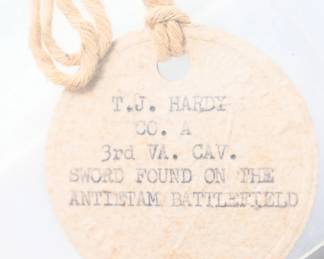 T.J. HARDY
CO. A
3rd VA. CAV.
SWORD FOUND ON THE
ANTIETAM BATTLEFIELD